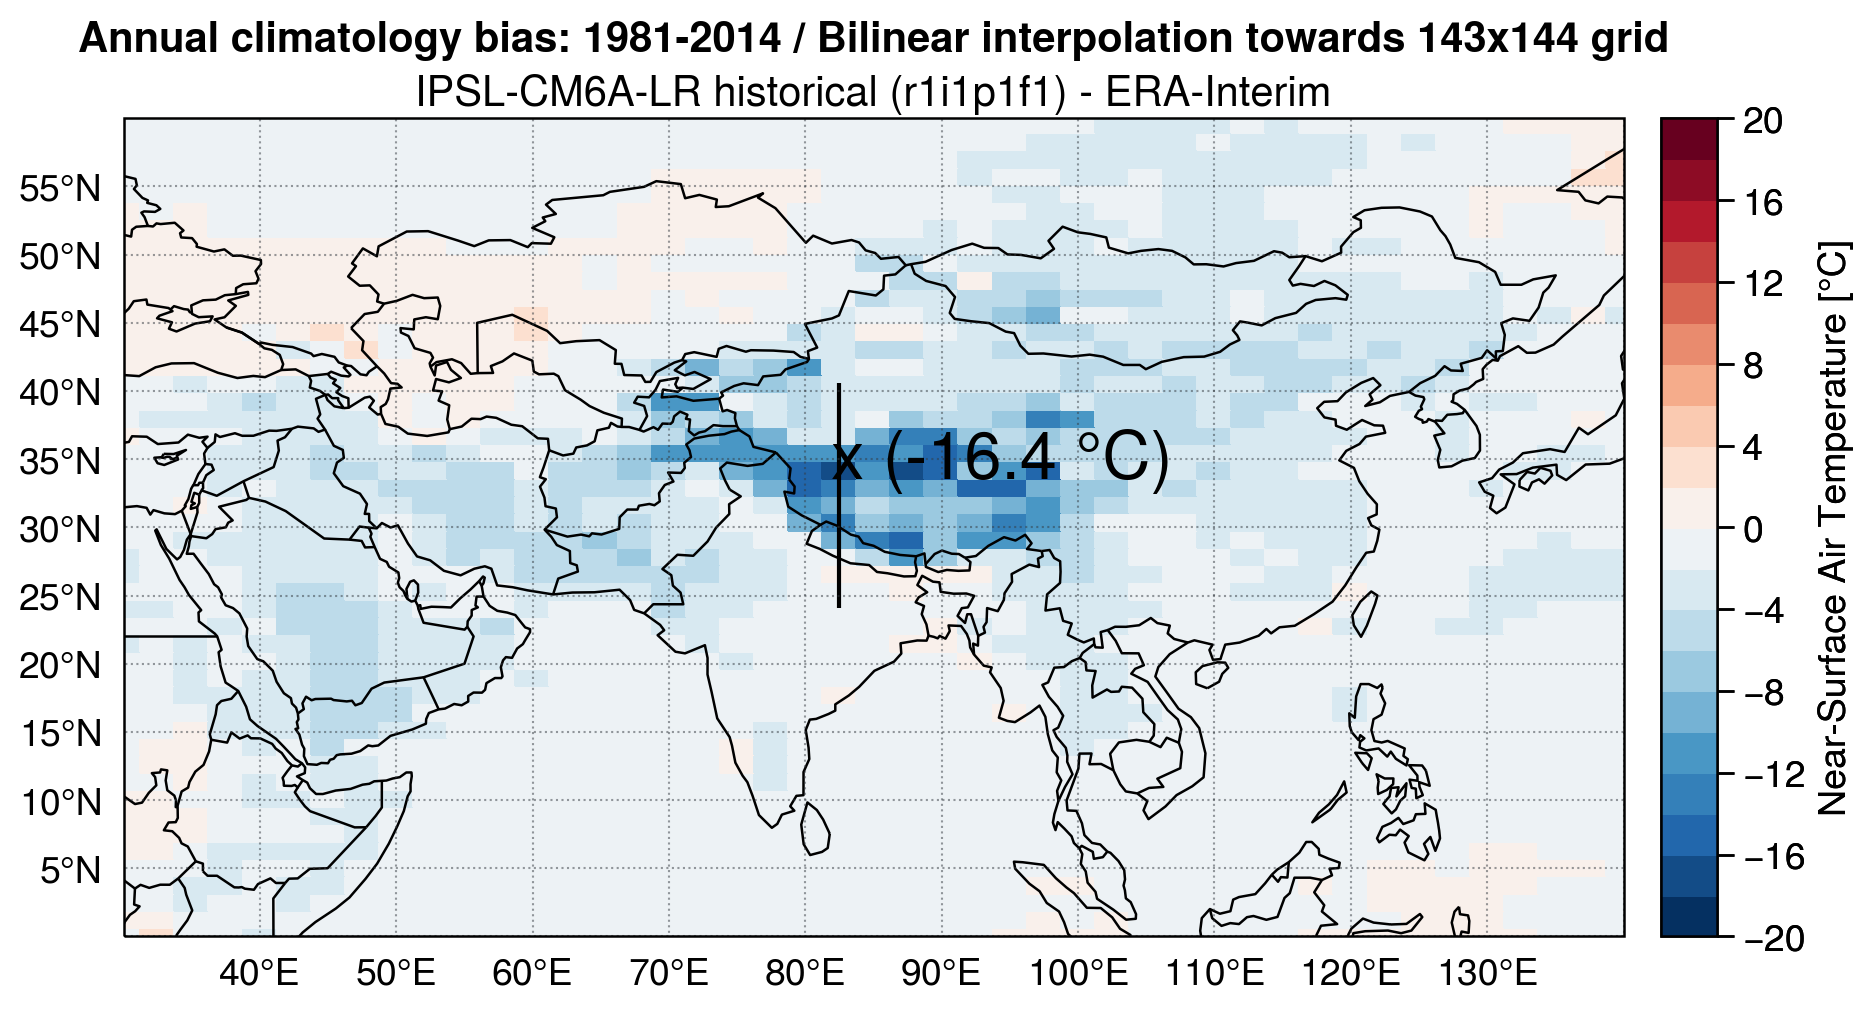 Annual climatology bias: 1981-2014 / Bilinear interpolation towards 143x144 grid
IPSL-CM6A-LR historical (r1i1p1f1) - ERA-Interim
55°N
50°N
45°N
40°N
35°N
30°N
25°N
20°N
15°N
10°N
5°N
x (-16.4 °C)
40°E 50°E 60°E 70°E 80°E 90°E 100°E 110°E 120°E 130°E
20
16
12
8
4
0
−4
−8
−12
−16
−20
Near-Surface Air Temperature [°C]